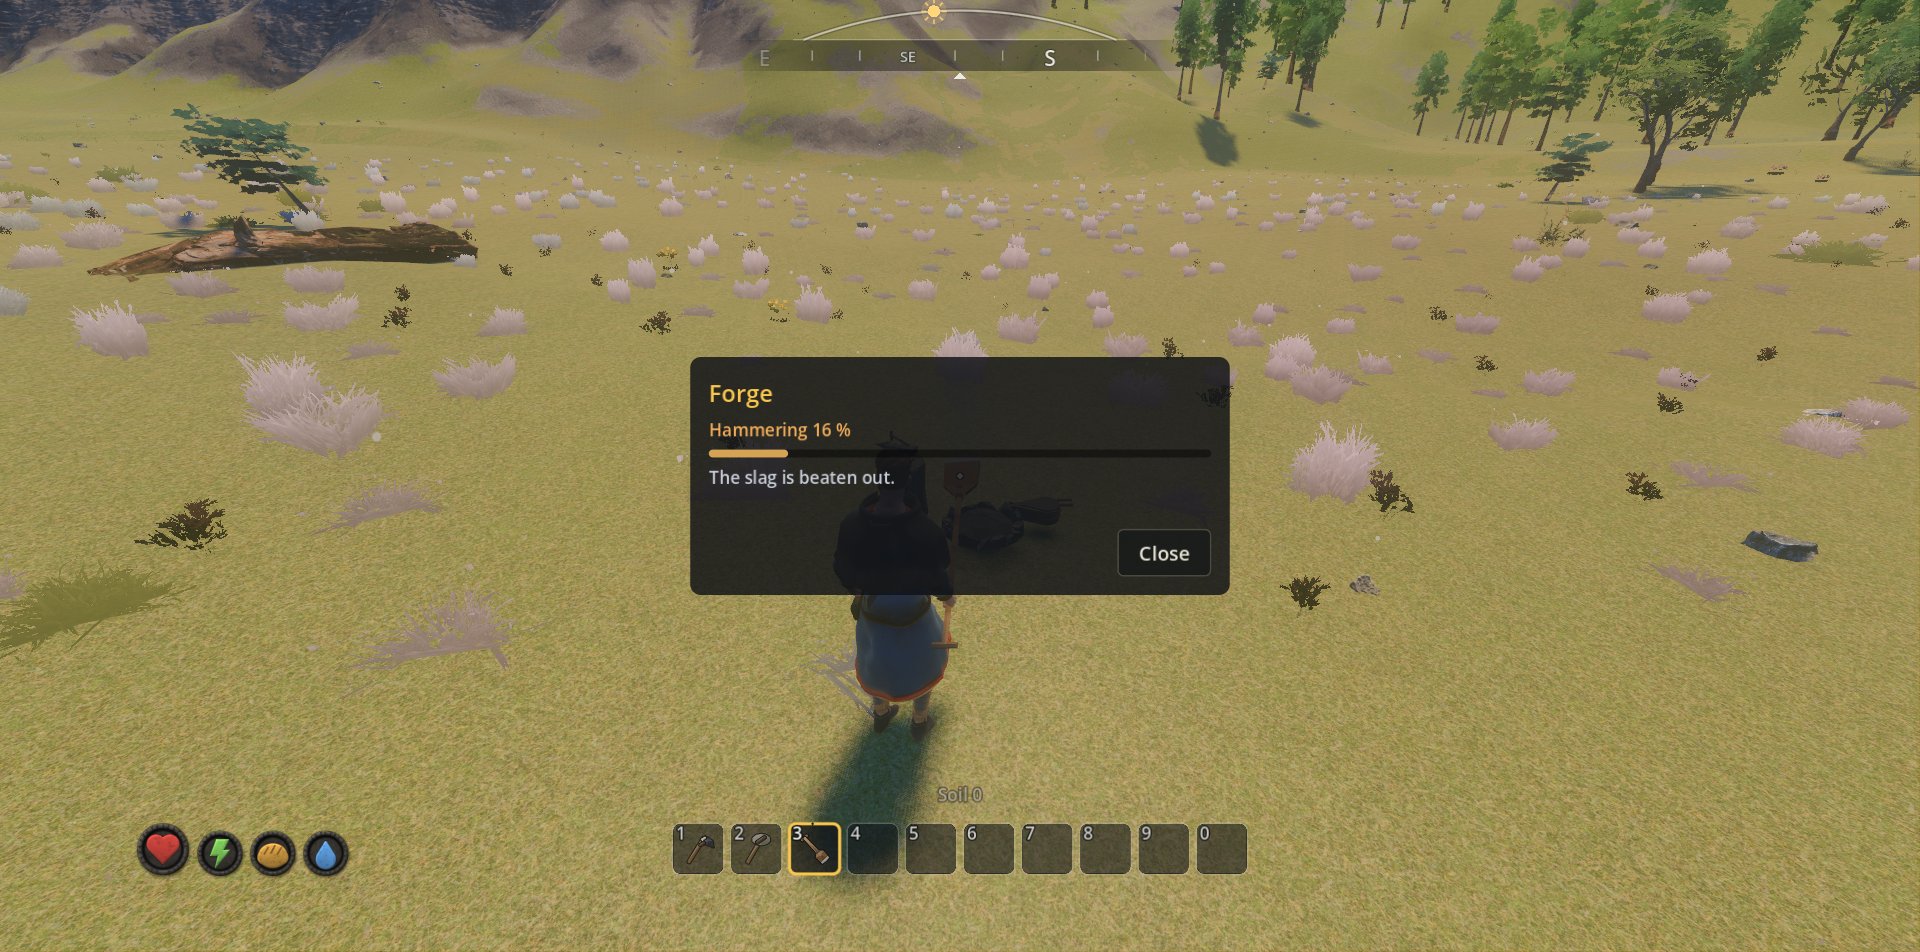 E SE S
Forge
Hammering 16 %
The slag is beaten out.
Close
Soil 0
1 2 3 4 5 6 7 8 9 0